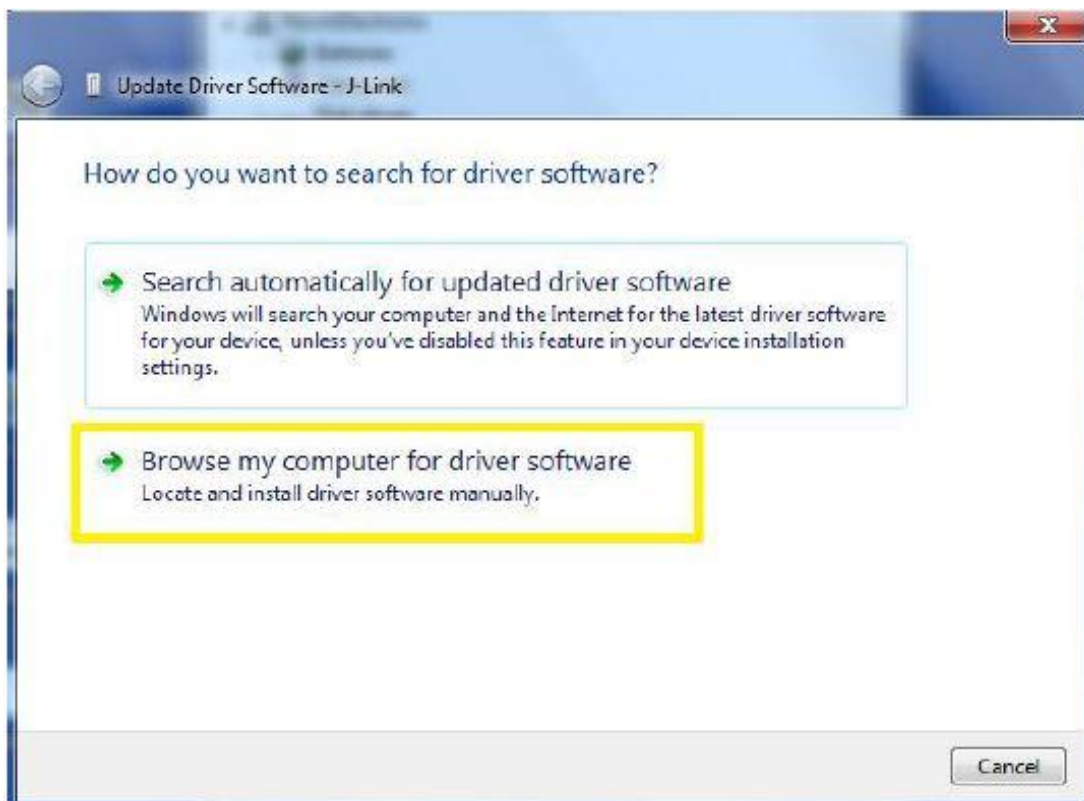 Update Driver Software - J-Link
How do you want to search for driver software?
Search automatically for updated driver software
Windows will search your computer and the Internet for the latest driver software
for your device, unless you've disabled this feature in your device installation
settings.
Browse my computer for driver software
Locate and install driver software manually.
Cancel